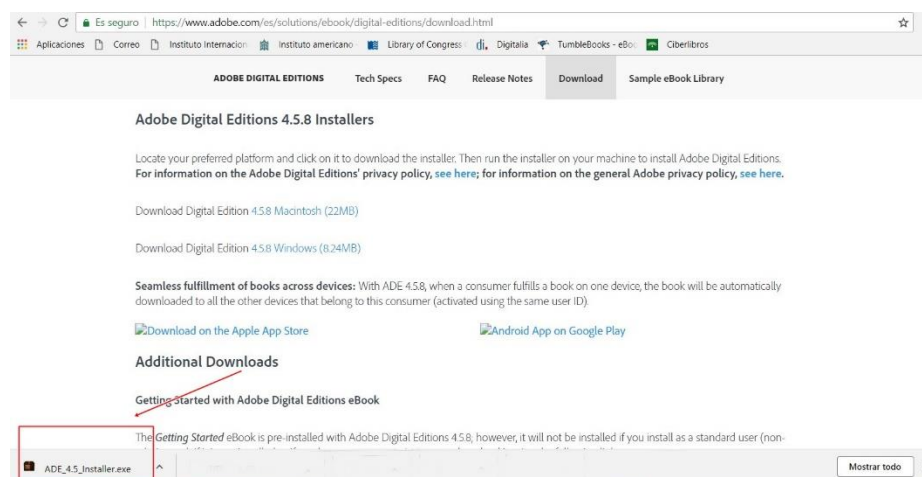 Es seguro https://www.adobe.com/es/solutions/ebook/digital-editions/download.html
Aplicaciones Correo Instituto Internacion Instituto americano Library of Congress Digitalia TumbleBooks - eBoo Ciberlibros
ADOBE DIGITAL EDITIONS Tech Specs FAQ Release Notes Download Sample eBook Library
Adobe Digital Editions 4.5.8 Installers
Locate your preferred platform and click on it to download the installer. Then run the installer on your machine to install Adobe Digital Editions.
For information on the Adobe Digital Editions' privacy policy, see here; for information on the general Adobe privacy policy, see here.
Download Digital Edition 4.5.8 Macintosh (22MB)
Download Digital Edition 4.5.8 Windows (8.24MB)
Seamless fulfillment of books across devices: With ADE 4.5.8, when a consumer fulfills a book on one device, the book will be automatically
downloaded to all the other devices that belong to this consumer (activated using the same user ID).
Download on the Apple App Store Android App on Google Play
Additional Downloads
Getting Started with Adobe Digital Editions eBook
The Getting Started eBook is pre-installed with Adobe Digital Editions 4.5.8; however, it will not be installed if you install as a standard user (non-
ADE_4.5_Installer.exe Mostrar todo